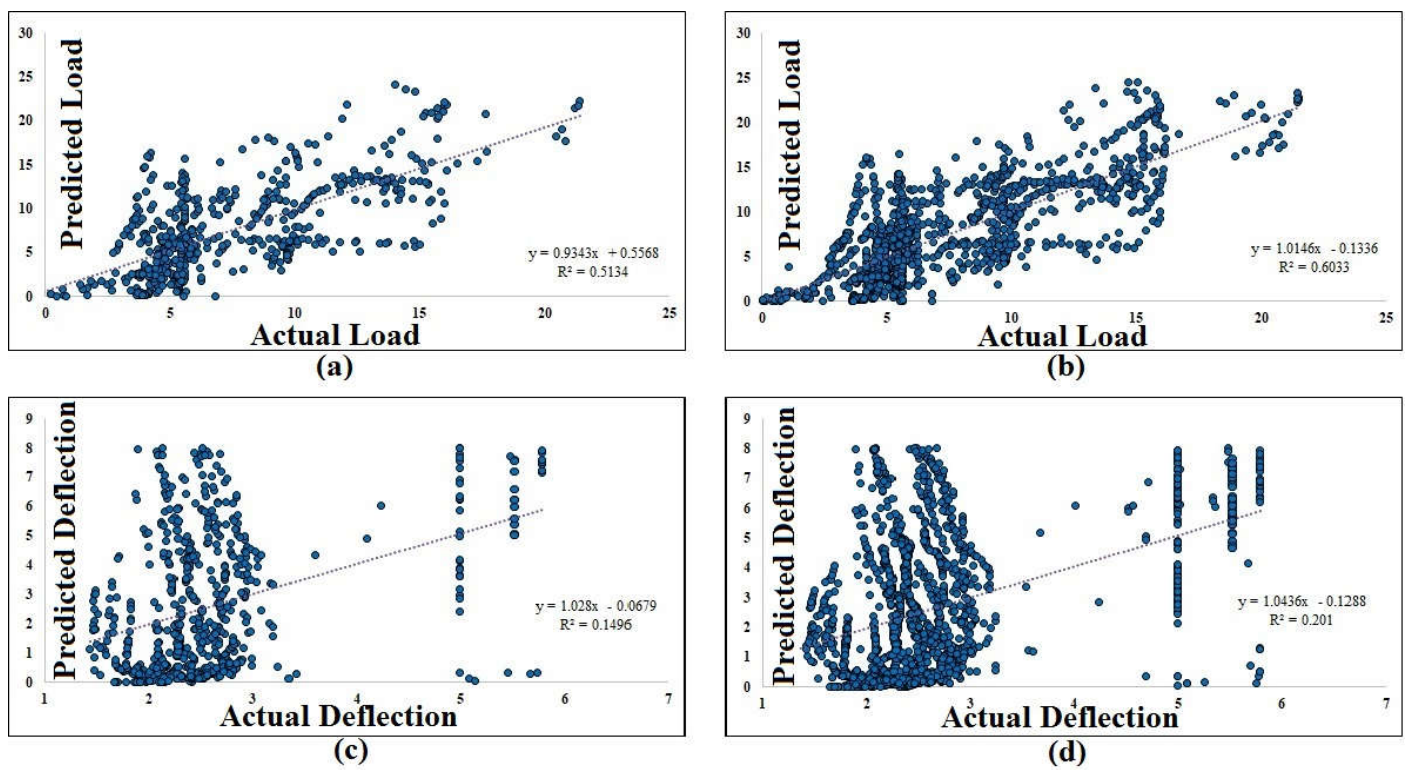 30
25
20
15
10
5
0
Predicted Load
y = 0.9343x + 0.5568
R² = 0.5134
0 5 10 15 20 25
Actual Load
(a)
30
25
20
15
10
5
0
Predicted Load
y = 1.0146x - 0.1336
R² = 0.6033
0 5 10 15 20 25
Actual Load
(b)
9
8
7
6
5
4
3
2
1
0
Predicted Deflection
y = 1.028x - 0.0679
R² = 0.1496
1 2 3 4 5 6 7
Actual Deflection
(c)
9
8
7
6
5
4
3
2
1
0
Predicted Deflection
y = 1.0436x - 0.1288
R² = 0.201
1 2 3 4 5 6 7
Actual Deflection
(d)